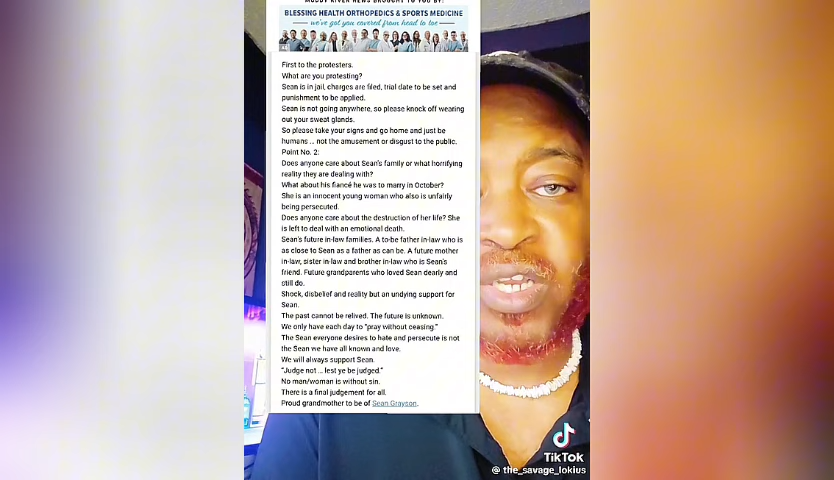 MUDDY RIVER NEWS BROUGHT TO YOU BY:
BLESSING HEALTH ORTHOPEDICS & SPORTS MEDICINE
we've got you covered from head to toe
First to the protesters.
What are you protesting?
Sean is in jail, charges are filed, trial date to be set and
punishment to be applied.
Sean is not going anywhere, so please knock off wearing
out your sweat glands.
So please take your signs and go home and just be
humans ... not the amusement or disgust to the public.
Point No. 2:
Does anyone care about Sean's family or what horrifying
reality they are dealing with?
What about his fiancé he was to marry in October?
She is an innocent young woman who also is unfairly
being persecuted.
Does anyone care about the destruction of her life? She
is left to deal with an emotional death.
Sean's future in-law families. A to-be father in-law who is
as close to Sean as a father as can be. A future mother
in-law, sister in-law and brother in-law who is Sean's
friend. Future grandparents who loved Sean dearly and
still do.
Shock, disbelief and reality but an undying support for
Sean.
The past cannot be relived. The future is unknown.
We only have each day to "pray without ceasing."
The Sean everyone desires to hate and persecute is not
the Sean we have all known and love.
We will always support Sean.
"Judge not ... lest ye be judged."
No man/woman is without sin.
There is a final judgement for all.
Proud grandmother to be of Sean Grayson.
TikTok
@ the_savage_lokius